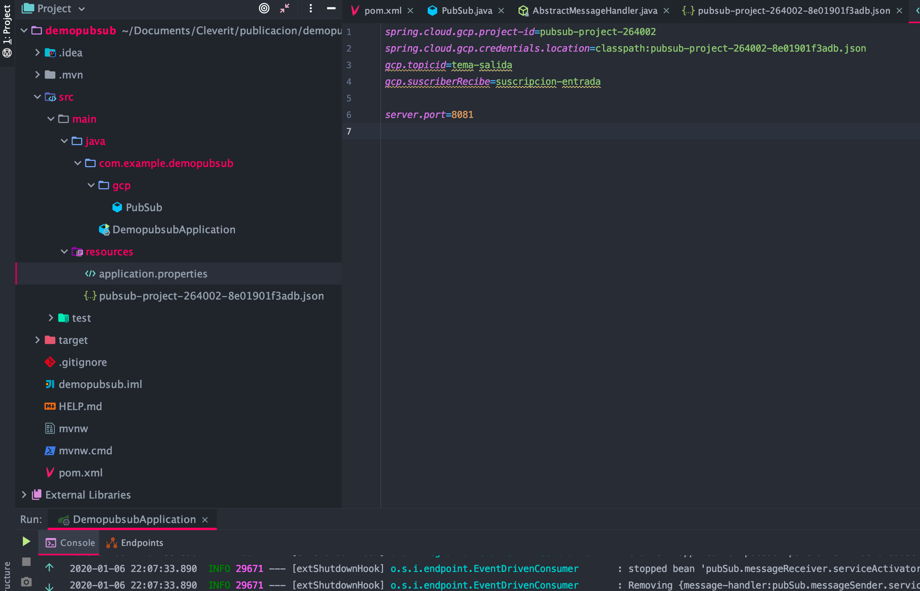 Project
pom.xml
PubSub.java
AbstractMessageHandler.java
pubsub-project-264002-8e01901f3adb.json
1: Project
demopubsub ~/Documents/Cleverit/publicacion/demopu
.idea
.mvn
src
main
java
com.example.demopubsub
gcp
PubSub
DemopubsubApplication
resources
application.properties
pubsub-project-264002-8e01901f3adb.json
test
target
.gitignore
demopubsub.iml
HELP.md
mvnw
mvnw.cmd
pom.xml
External Libraries
1 spring.cloud.gcp.project-id=pubsub-project-264002
2 spring.cloud.gcp.credentials.location=classpath:pubsub-project-264002-8e01901f3adb.json
3 gcp.topicid=tema-salida
4 gcp.suscriberRecibe=suscripcion-entrada
5
6 server.port=8081
7
Run: DemopubsubApplication
Console Endpoints
ucture
2020-01-06 22:07:33.890 INFO 29671 --- [extShutdownHook] o.s.i.endpoint.EventDrivenConsumer : stopped bean 'pubSub.messageReceiver.serviceActivator
2020-01-06 22:07:33.890 INFO 29671 --- [extShutdownHook] o.s.i.endpoint.EventDrivenConsumer : Removing {message-handler:pubSub.messageSender.servic